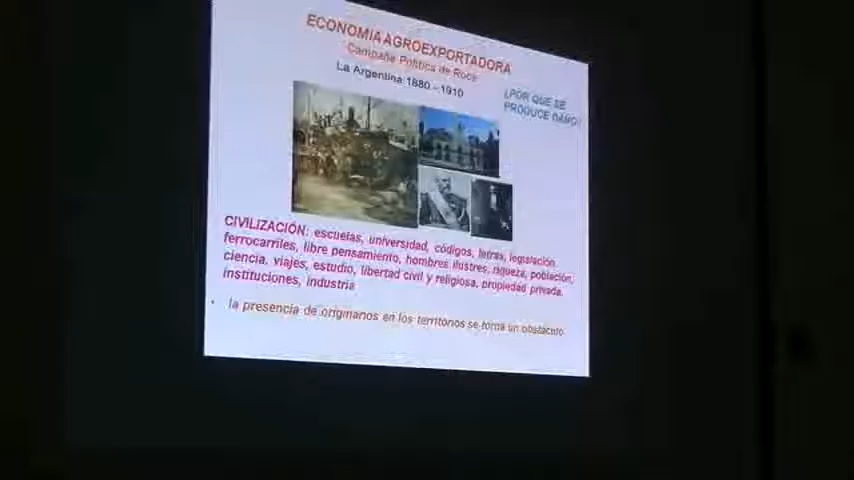 ECONOMIA AGROEXPORTADORA
Campaña Política de Roca
La Argentina 1880 - 1910
¿POR QUE SE
PRODUCE DAÑO?
CIVILIZACIÓN: escuelas, universidad, códigos, letras, legislación,
ferrocarriles, libre pensamiento, hombres ilustres, riqueza, población,
ciencia, viajes, estudio, libertad civil y religiosa, propiedad privada,
instituciones, industria
• la presencia de originarios en los territorios se torna un obstáculo